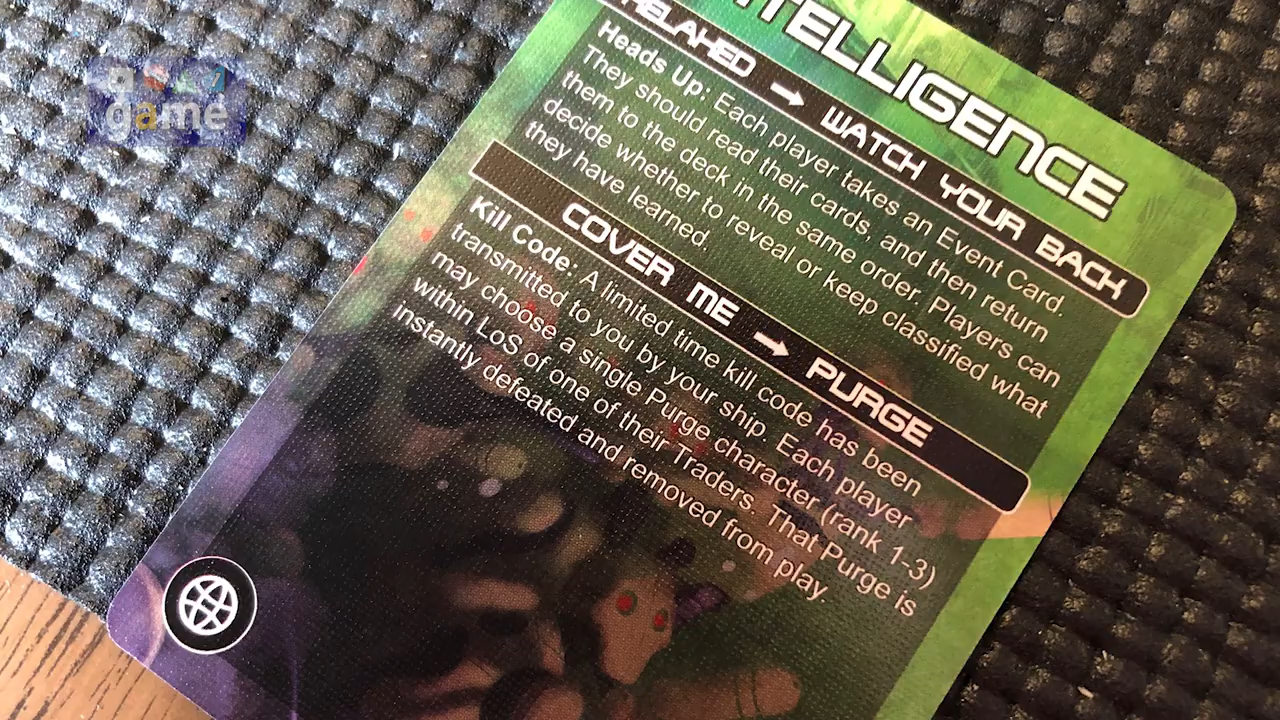 game
NTELLIGENCE
RELAXED → WATCH YOUR BACK
Heads Up: Each player takes an Event Card.
They should read their cards, and then return
them to the deck in the same order. Players can
decide whether to reveal or keep classified what
they have learned.
COVER ME → PURGE
Kill Code: A limited time kill code has been
transmitted to you by your ship. Each player
may choose a single Purge character (rank 1-3)
within LoS of one of their Traders. That Purge is
instantly defeated and removed from play.